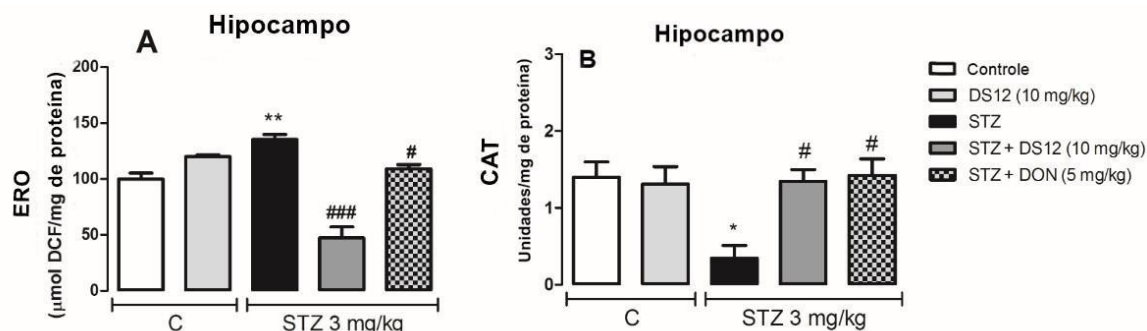 Hipocampo
A
ERO
(µmol DCF/mg de proteína)
200
150
100
50
0
**
###
#
C
STZ 3 mg/kg
Hipocampo
B
CAT
Unidades/mg de proteína)
3
2
1
0
*
#
#
C
STZ 3 mg/kg
Controle
DS12 (10 mg/kg)
STZ
STZ + DS12 (10 mg/kg)
STZ + DON (5 mg/kg)